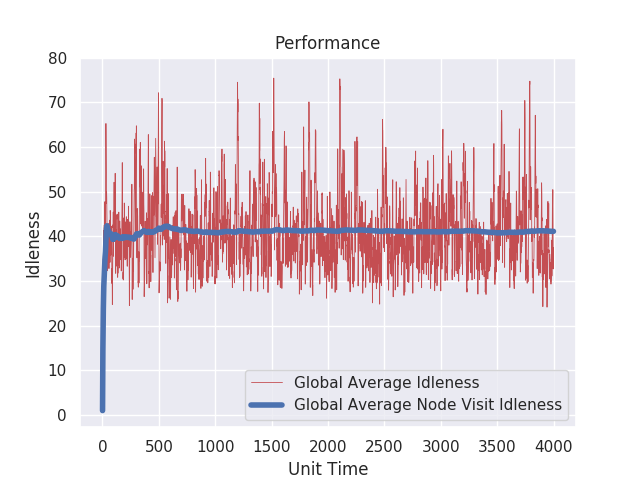 Performance
80
70
60
50
40
30
20
10
0
Idleness
0 500 1000 1500 2000 2500 3000 3500 4000
Unit Time
Global Average Idleness
Global Average Node Visit Idleness